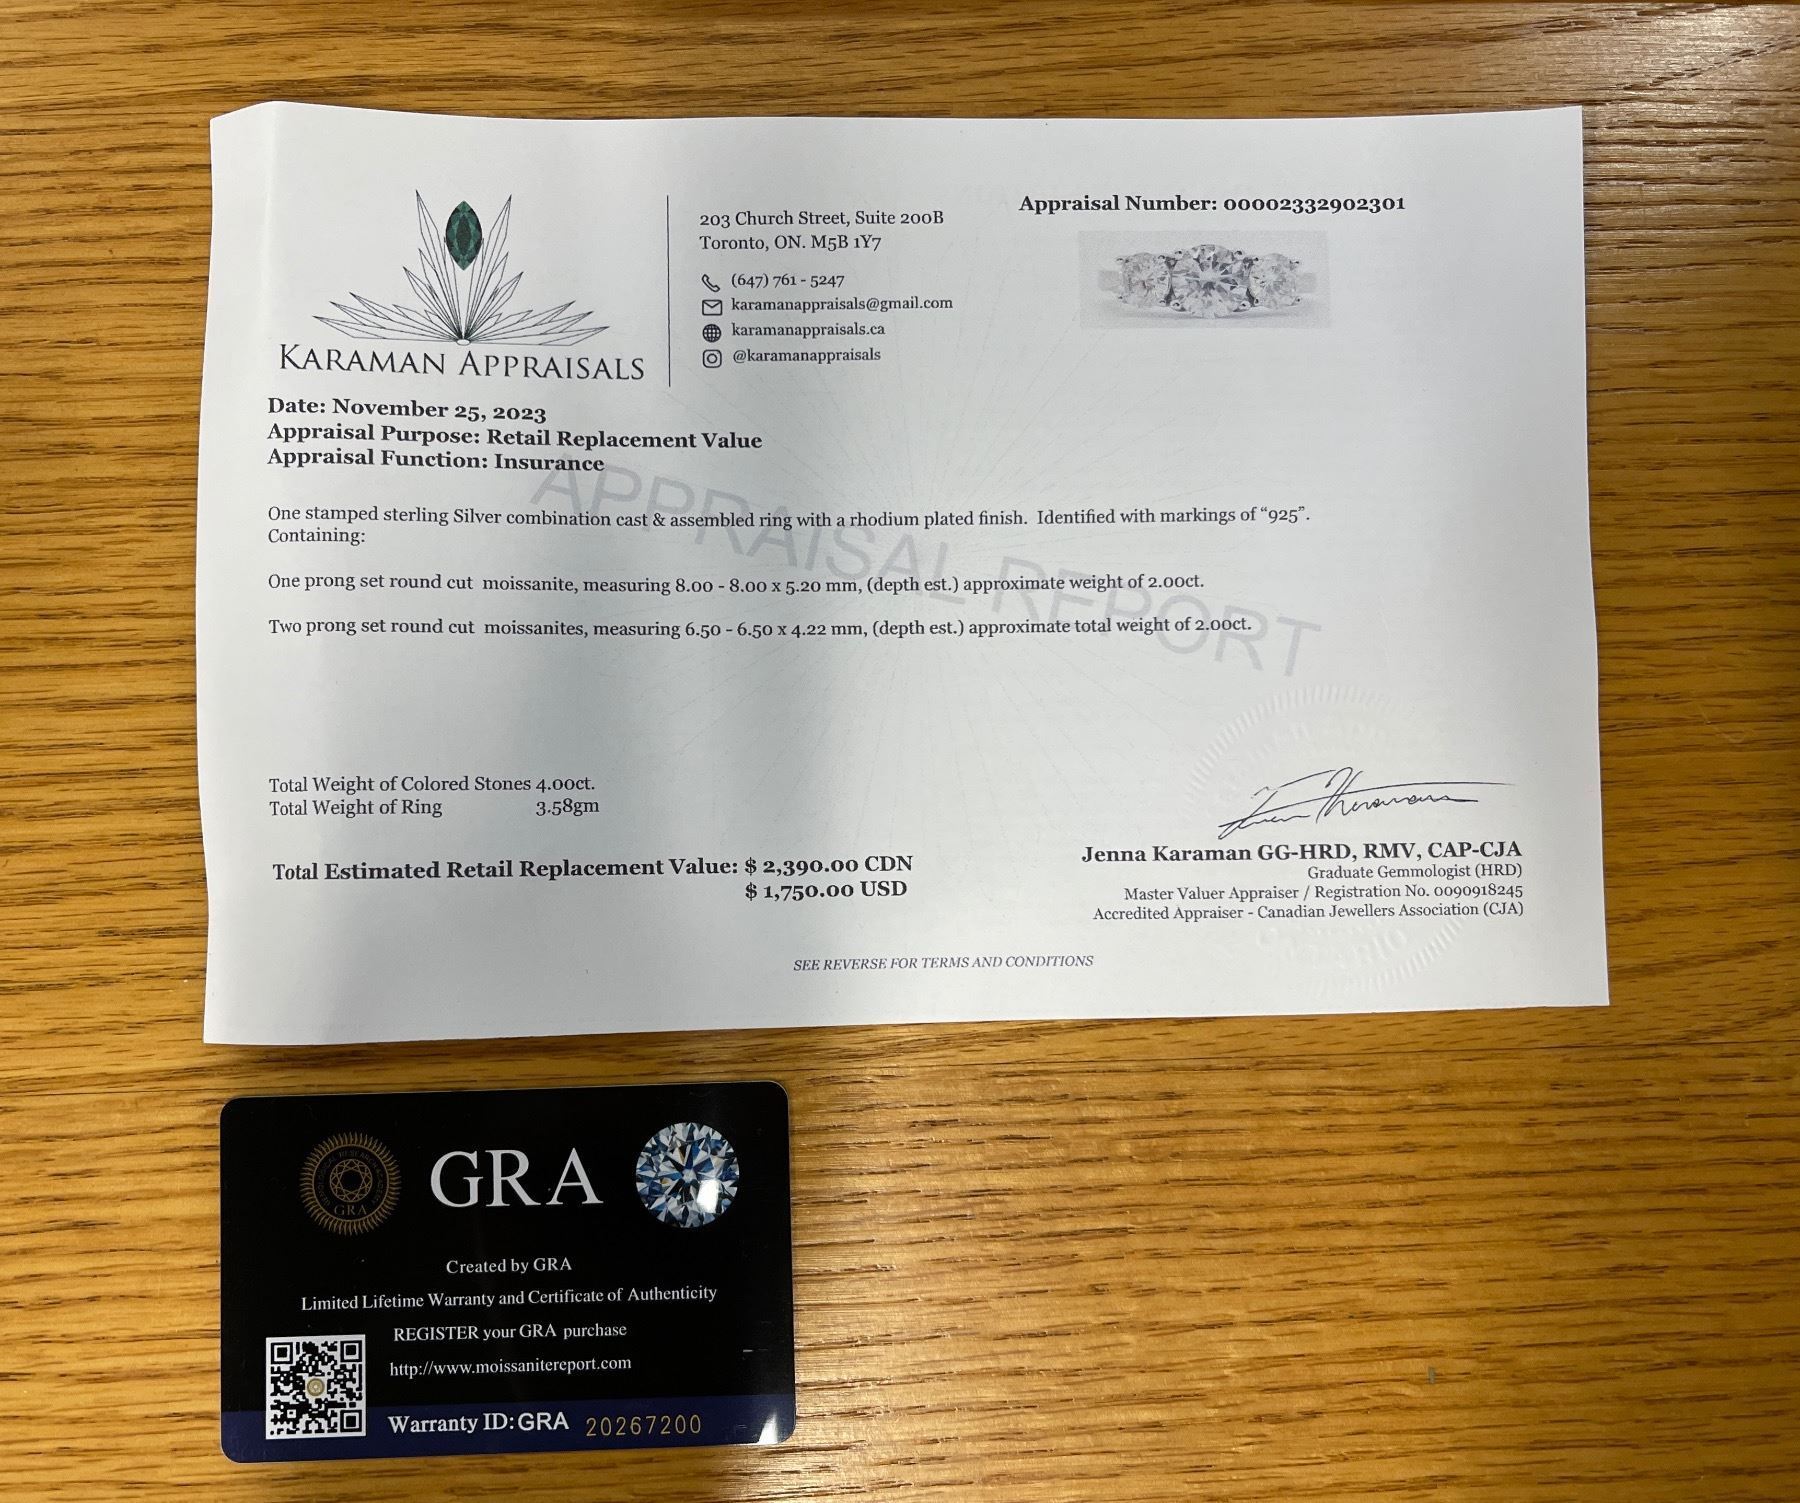 KARAMAN APPRAISALS
203 Church Street, Suite 200B
Toronto, ON. M5B 1Y7
(647) 761 - 5247
karamanappraisals@gmail.com
karamanappraisals.ca
@karamanappraisals
Appraisal Number: 00002332902301
Date: November 25, 2023
Appraisal Purpose: Retail Replacement Value
Appraisal Function: Insurance
APPRAISAL REPORT
One stamped sterling Silver combination cast & assembled ring with a rhodium plated finish. Identified with markings of “925”.
Containing:
One prong set round cut moissanite, measuring 8.00 - 8.00 x 5.20 mm, (depth est.) approximate weight of 2.00ct.
Two prong set round cut moissanites, measuring 6.50 - 6.50 x 4.22 mm, (depth est.) approximate total weight of 2.00ct.
Total Weight of Colored Stones 4.00ct.
Total Weight of Ring 3.58gm
Total Estimated Retail Replacement Value: $ 2,390.00 CDN
$ 1,750.00 USD
Jenna Karaman GG-HRD, RMV, CAP-CJA
Graduate Gemmologist (HRD)
Master Valuer Appraiser / Registration No. 0090918245
Accredited Appraiser - Canadian Jewellers Association (CJA)
SEE REVERSE FOR TERMS AND CONDITIONS
GRA
GRA
Created by GRA
Limited Lifetime Warranty and Certificate of Authenticity
REGISTER your GRA purchase
http://www.moissanitereport.com
Warranty ID:GRA 20267200